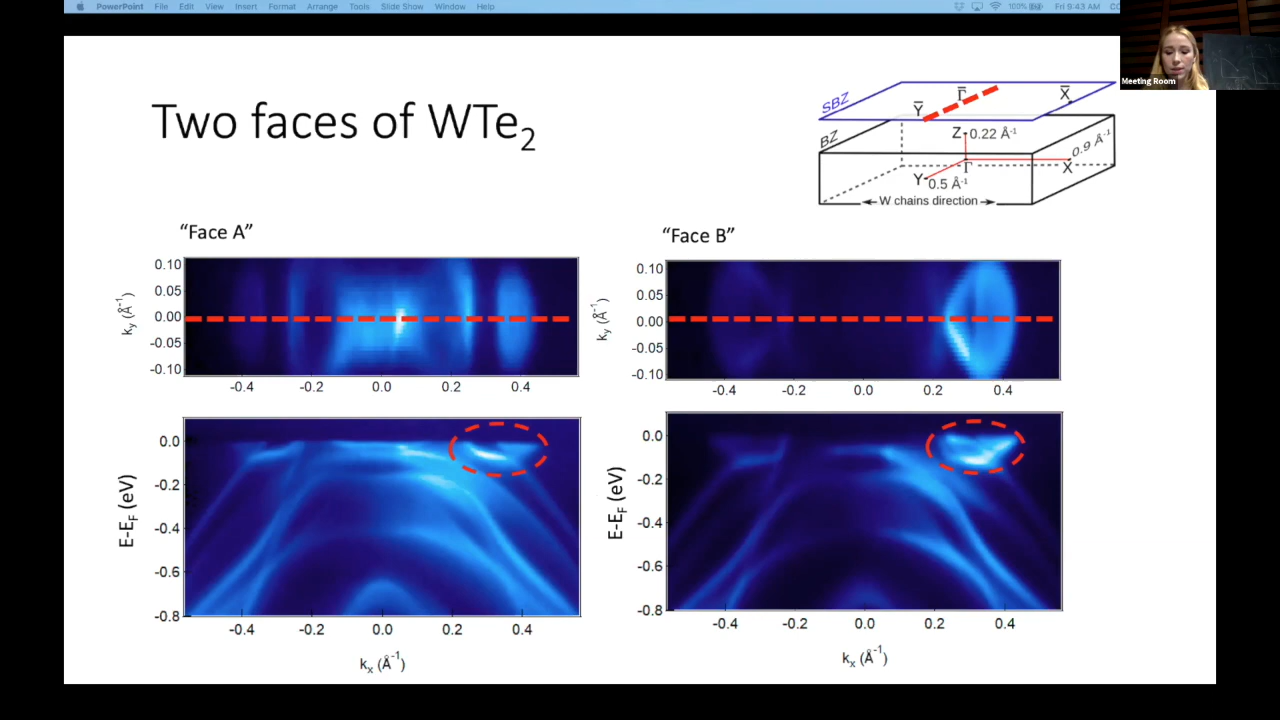 PowerPoint File Edit View Insert Format Arrange Tools Slide Show Window Help 100% Fri 9:43 AM
Meeting Room
Two faces of WTe2
SBZ
Y̅ Γ̅ X̅
BZ
Z 0.22 Å-1
0.9 Å-1
Γ X
Y 0.5 Å-1
W chains direction
“Face A”
“Face B”
0.10
0.05
0.00
-0.05
-0.10
ky (Å-1)
-0.4 -0.2 0.0 0.2 0.4
0.10
0.05
0.00
-0.05
-0.10
ky (Å-1)
-0.4 -0.2 0.0 0.2 0.4
0.0
-0.2
-0.4
-0.6
-0.8
E-EF (eV)
-0.4 -0.2 0.0 0.2 0.4
kx (Å-1)
0.0
-0.2
-0.4
-0.6
-0.8
E-EF (eV)
-0.4 -0.2 0.0 0.2 0.4
kx (Å-1)